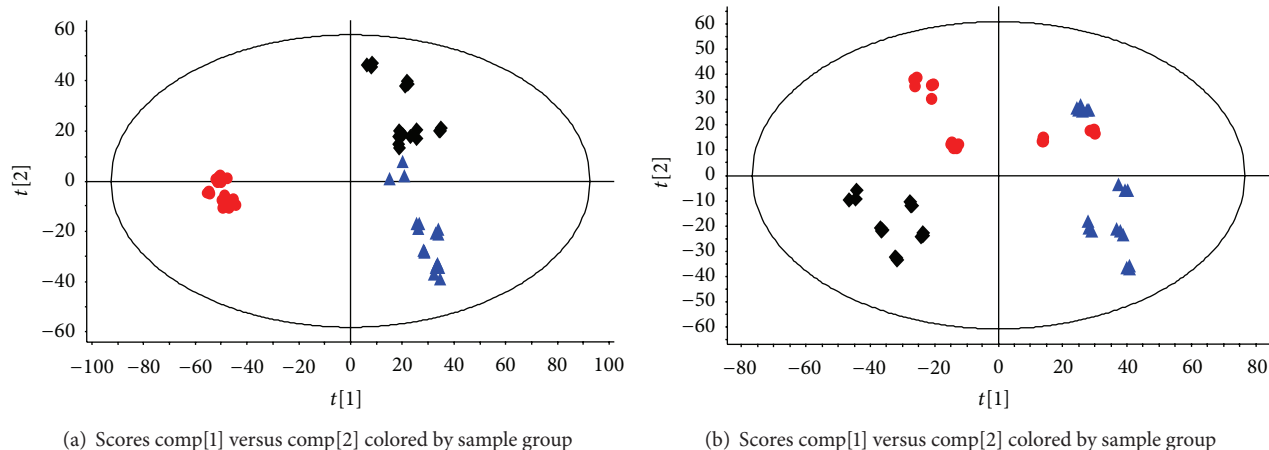 60
40
20
0
−20
−40
−60
t[2]
−100 −80 −60 −40 −20 0 20 40 60 80 100
t[1]
(a) Scores comp[1] versus comp[2] colored by sample group
60
50
40
30
20
10
0
−10
−20
−30
−40
−50
−60
t[2]
−80 −60 −40 −20 0 20 40 60 80
t[1]
(b) Scores comp[1] versus comp[2] colored by sample group